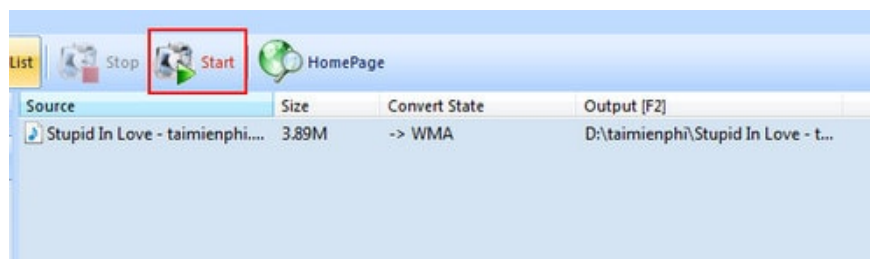 List Stop Start HomePage
Source Size Convert State Output [F2]
Stupid In Love - taimienphi.... 3.89M -> WMA D:\taimienphi\Stupid In Love - t...